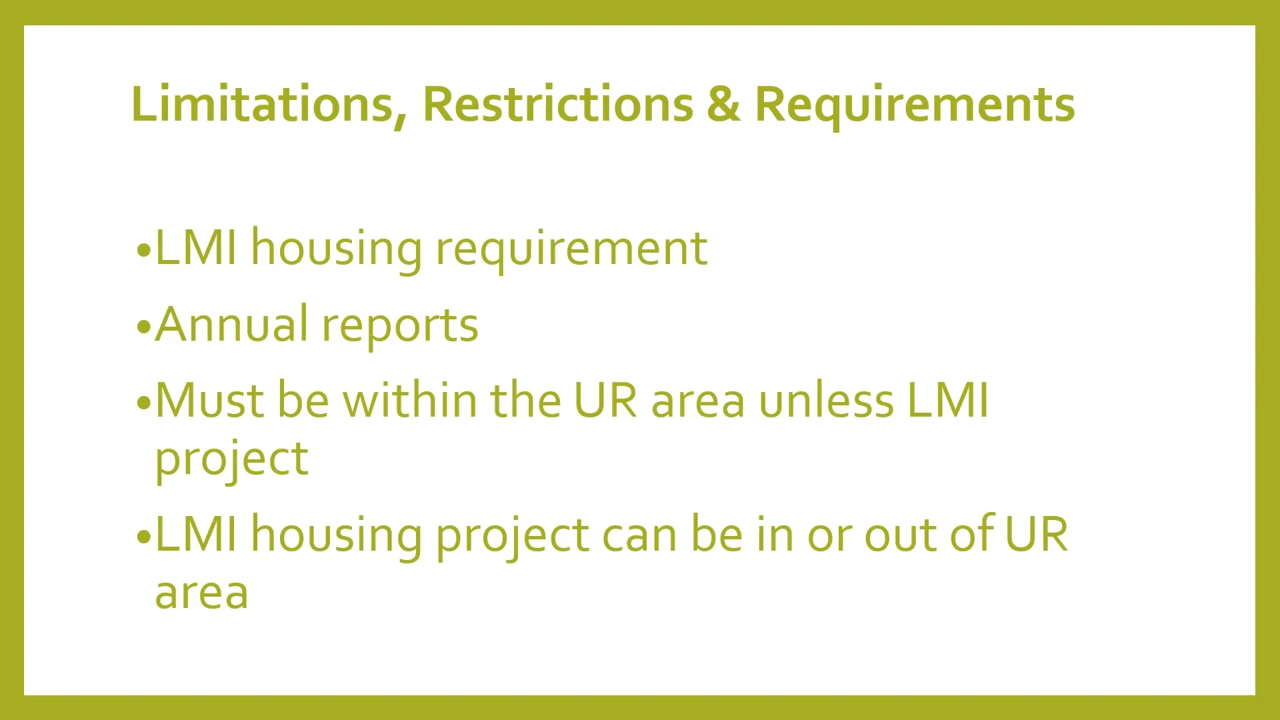 Limitations, Restrictions & Requirements
•LMI housing requirement
•Annual reports
•Must be within the UR area unless LMI
project
•LMI housing project can be in or out of UR
area